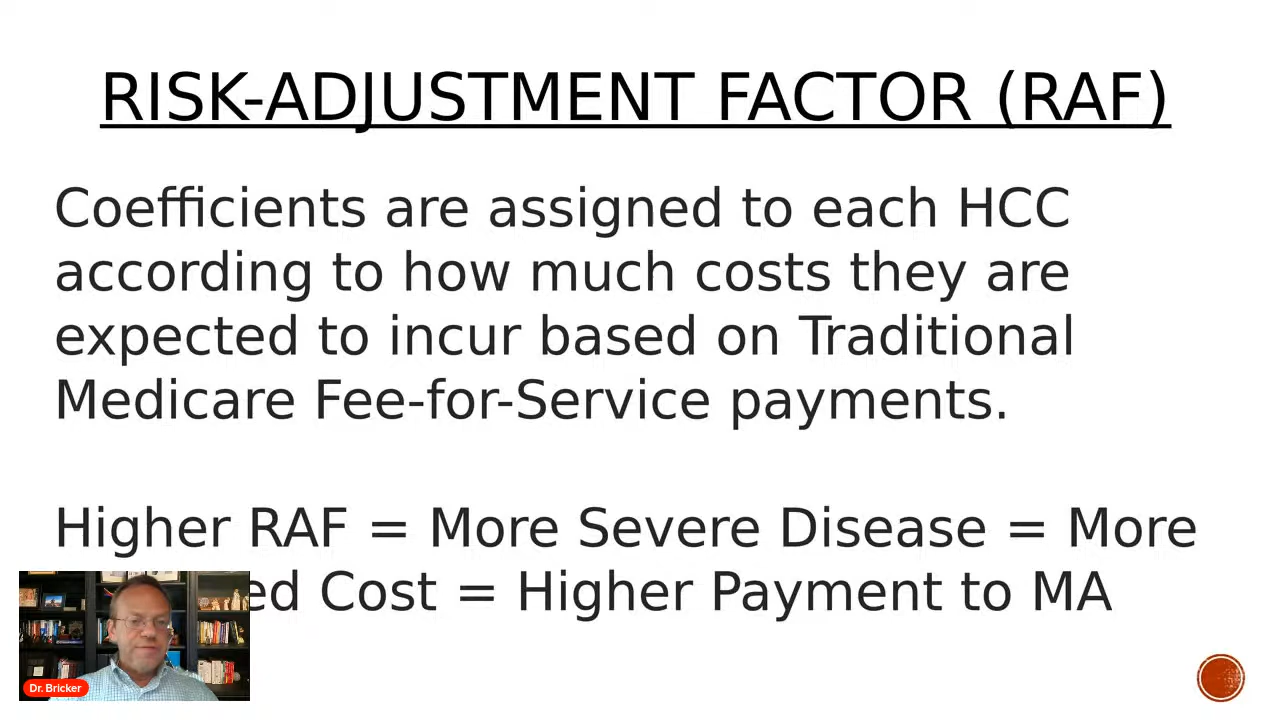 RISK-ADJUSTMENT FACTOR (RAF)
Coefficients are assigned to each HCC
according to how much costs they are
expected to incur based on Traditional
Medicare Fee-for-Service payments.
Higher RAF = More Severe Disease = More
ed Cost = Higher Payment to MA
Dr. Bricker